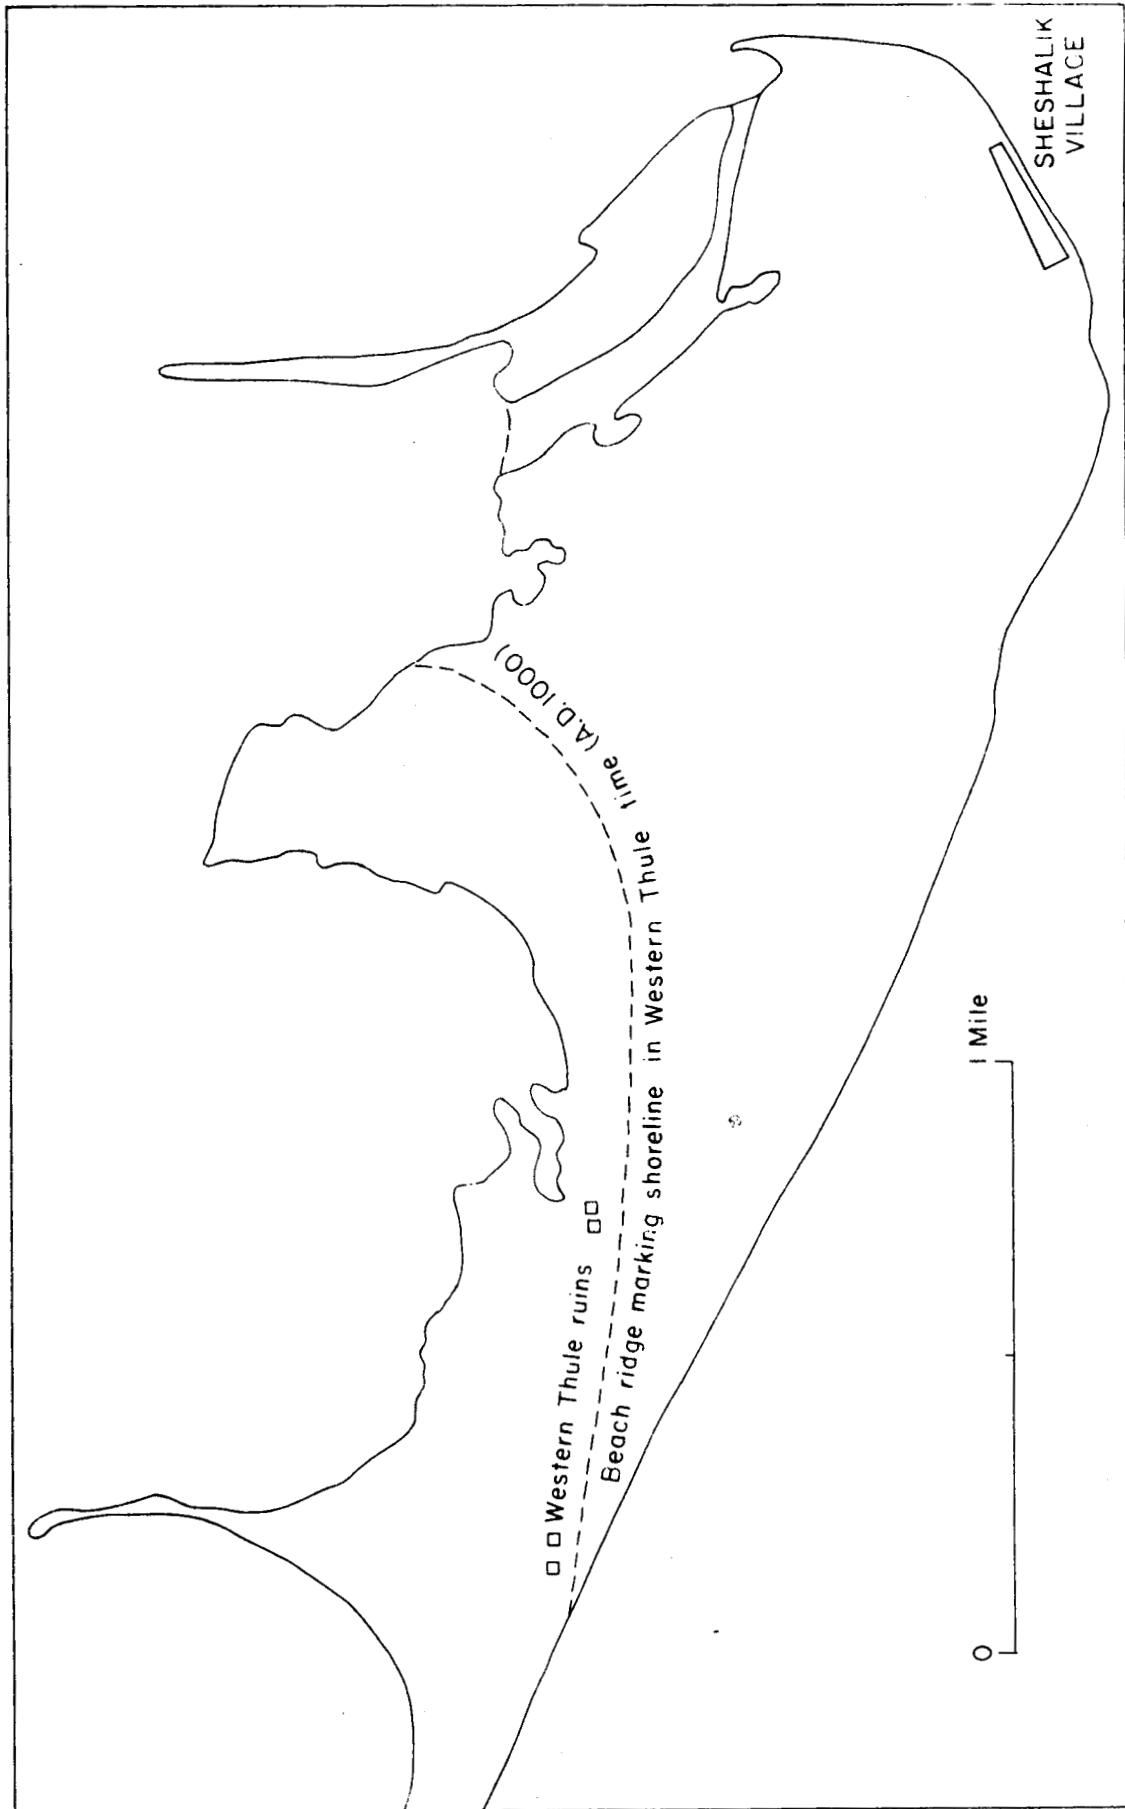 SHESHALIK
VILLAGE
Western Thule ruins
Beach ridge marking shoreline in Western Thule time (A.D. 1000)
0
1 Mile